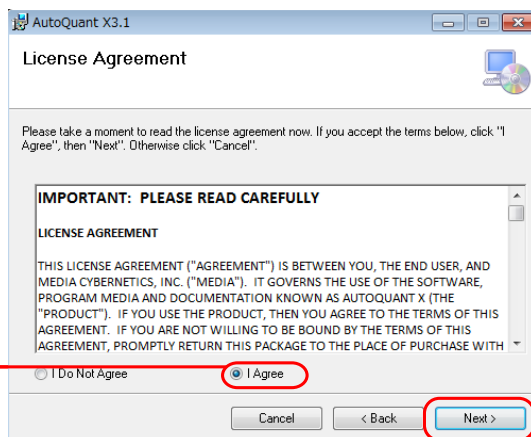 AutoQuant X3.1
License Agreement
Please take a moment to read the license agreement now. If you accept the terms below, click "I
Agree", then "Next". Otherwise click "Cancel".
IMPORTANT:  PLEASE READ CAREFULLY
LICENSE AGREEMENT
THIS LICENSE AGREEMENT ("AGREEMENT") IS BETWEEN YOU, THE END USER, AND
MEDIA CYBERNETICS, INC. ("MEDIA").  IT GOVERNS THE USE OF THE SOFTWARE,
PROGRAM MEDIA AND DOCUMENTATION KNOWN AS AUTOQUANT X (THE
"PRODUCT").  IF YOU USE THE PRODUCT, THEN YOU AGREE TO THE TERMS OF THIS
AGREEMENT.  IF YOU ARE NOT WILLING TO BE BOUND BY THE TERMS OF THIS
AGREEMENT, PROMPTLY RETURN THIS PACKAGE TO THE PLACE OF PURCHASE WITH
I Do Not Agree
I Agree
Cancel
< Back
Next >